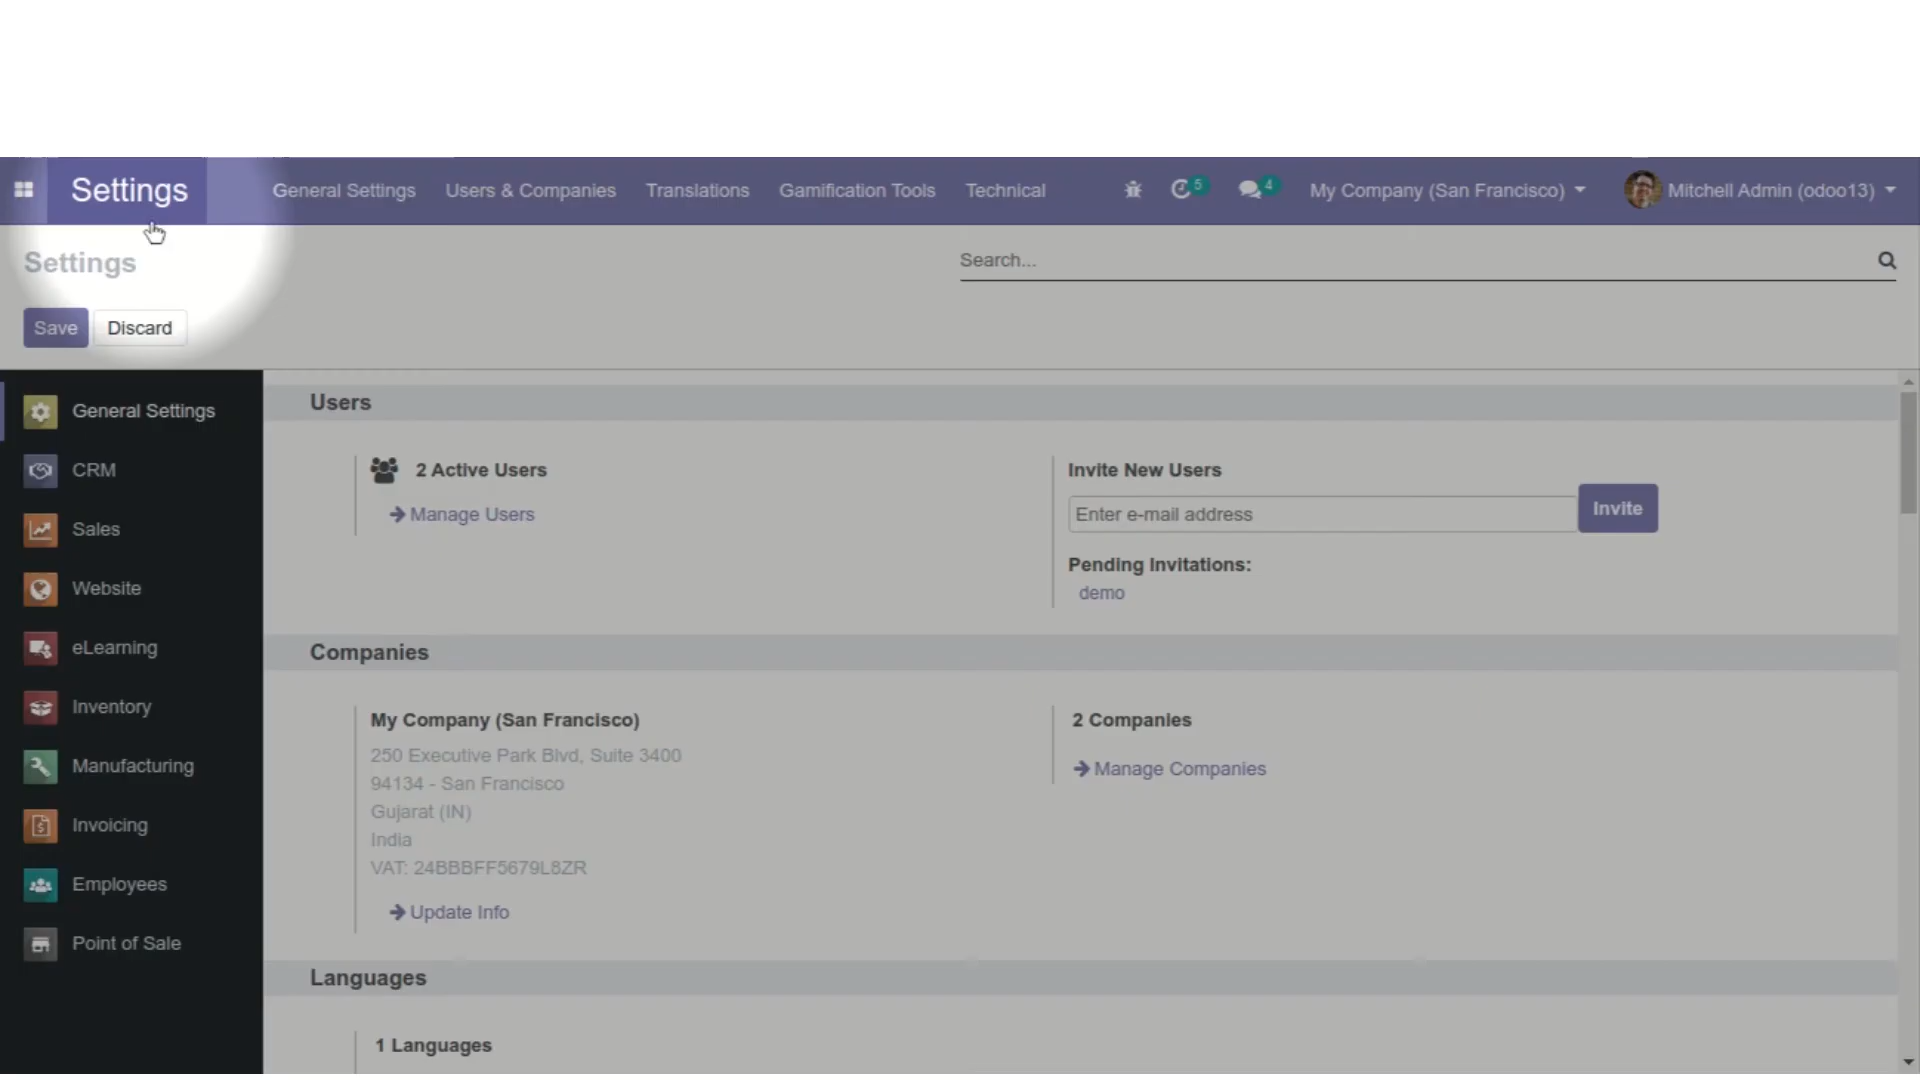 Settings General Settings Users & Companies Translations Gamification Tools Technical 5 4 My Company (San Francisco) Mitchell Admin (odoo13)
Settings
Search...
Save Discard
General Settings
CRM
Sales
Website
eLearning
Inventory
Manufacturing
Invoicing
Employees
Point of Sale
Users
2 Active Users
Manage Users
Invite New Users
Enter e-mail address
Invite
Pending Invitations:
demo
Companies
My Company (San Francisco)
250 Executive Park Blvd, Suite 3400
94134 - San Francisco
Gujarat (IN)
India
VAT: 24BBBFF5679L8ZR
Update Info
2 Companies
Manage Companies
Languages
1 Languages